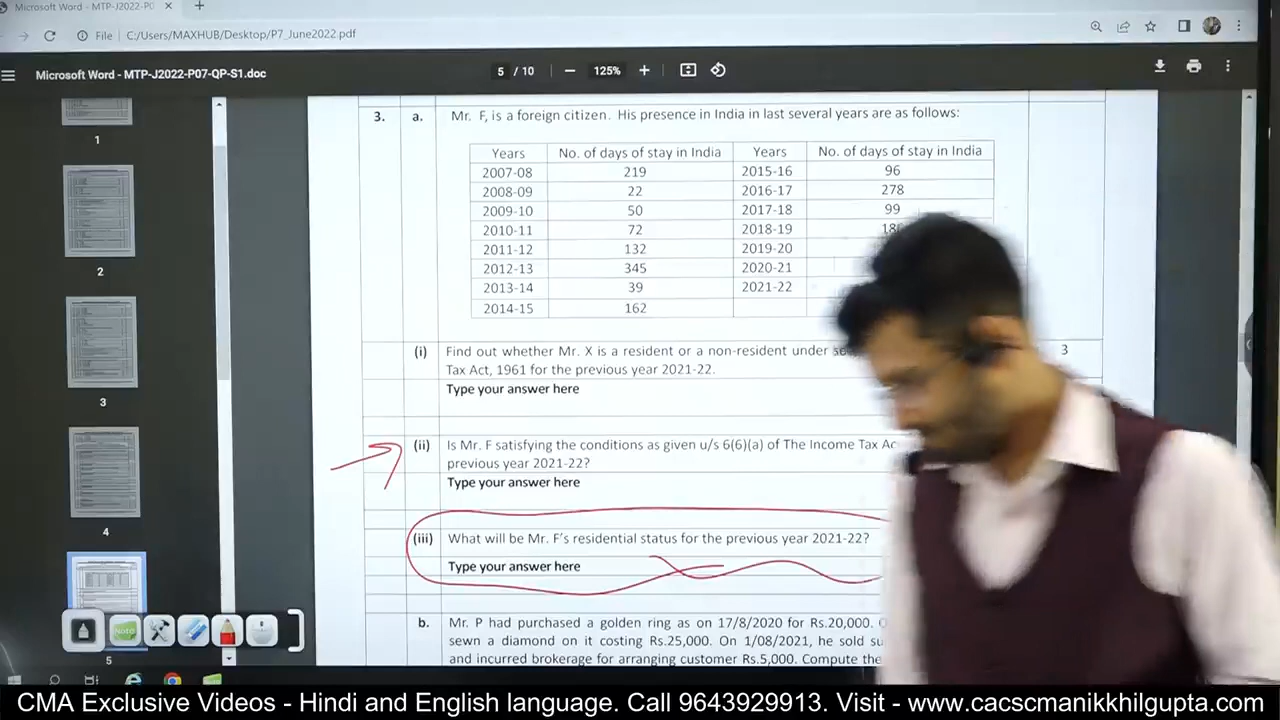 Microsoft Word - MTP-J2022-P0
File C:/Users/MAXHUB/Desktop/P7_June2022.pdf
Microsoft Word - MTP-J2022-P07-QP-S1.doc
5 / 10
125%
1
2
3
4
5
3. a. Mr. F, is a foreign citizen. His presence in India in last several years are as follows:
Years No. of days of stay in India Years No. of days of stay in India
2007-08 219 2015-16 96
2008-09 22 2016-17 278
2009-10 50 2017-18 99
2010-11 72 2018-19
2011-12 132 2019-20
2012-13 345 2020-21
2013-14 39 2021-22
2014-15 162
(i) Find out whether Mr. X is a resident or a non-resident under 3
Tax Act, 1961 for the previous year 2021-22.
Type your answer here
(ii) Is Mr. F satisfying the conditions as given u/s 6(6)(a) of The Income Tax
previous year 2021-22?
Type your answer here
(iii) What will be Mr. F's residential status for the previous year 2021-22?
Type your answer here
b. Mr. P had purchased a golden ring as on 17/8/2020 for Rs.20,000.
sewn a diamond on it costing Rs.25,000. On 1/08/2021, he sold
and incurred brokerage for arranging customer Rs.5,000. Compute the
CMA Exclusive Videos - Hindi and English language. Call 9643929913. Visit - www.cacscmanikkhilgupta.com